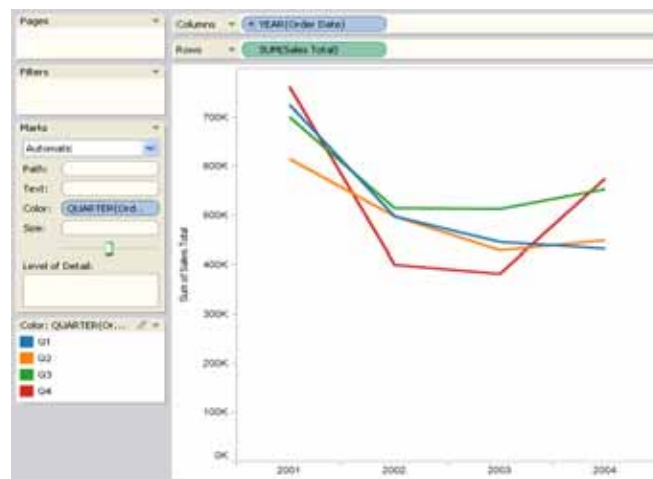 Pages
Filters
Marks
Automatic
Path:
Text:
Color: QUARTER(Ord...
Size:
Level of Detail:
Color: QUARTER(Or...
Q1
Q2
Q3
Q4
Columns + YEAR(Order Date)
Rows SUM(Sales Total)
Sum of Sales Total
700K
600K
500K
400K
300K
200K
100K
0K
2001 2002 2003 2004